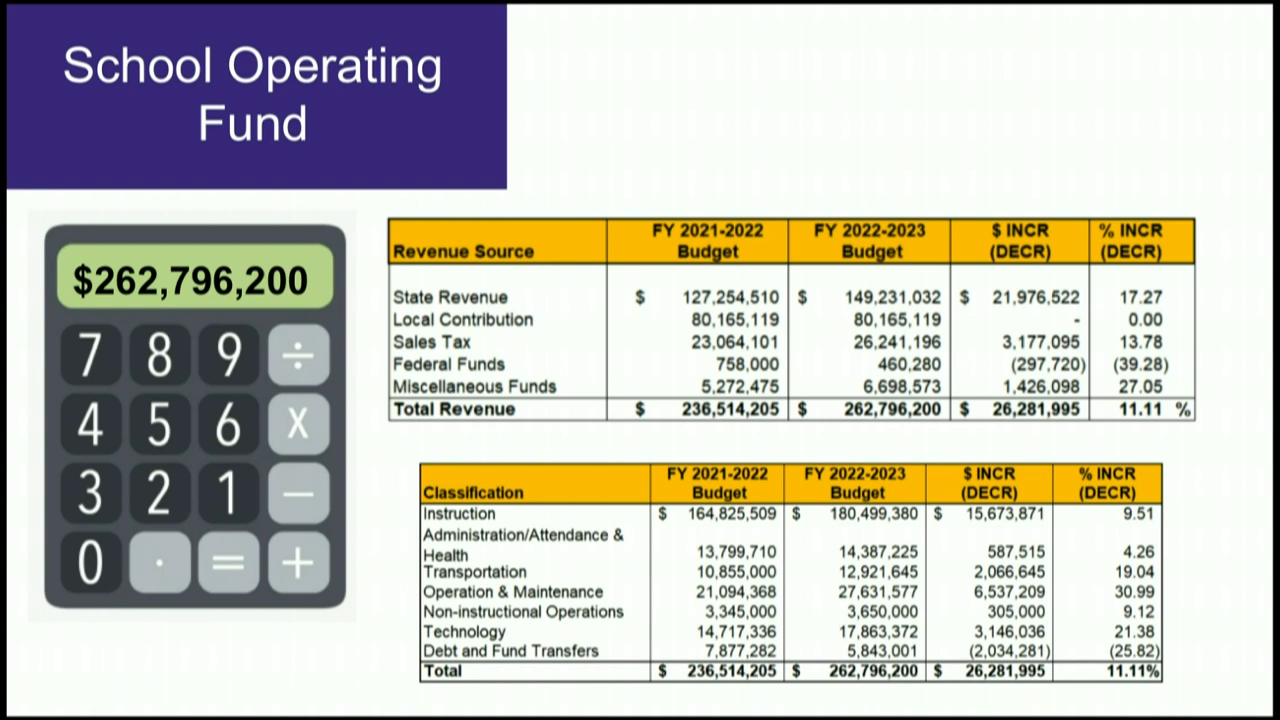 School Operating
Fund
$262,796,200
7 8 9 ÷
4 5 6 X
3 2 1 −
0 · = +
Revenue Source FY 2021-2022 Budget FY 2022-2023 Budget $ INCR (DECR) % INCR (DECR)
State Revenue $ 127,254,510 $ 149,231,032 $ 21,976,522 17.27
Local Contribution 80,165,119 80,165,119 - 0.00
Sales Tax 23,064,101 26,241,196 3,177,095 13.78
Federal Funds 758,000 460,280 (297,720) (39.28)
Miscellaneous Funds 5,272,475 6,698,573 1,426,098 27.05
Total Revenue $ 236,514,205 $ 262,796,200 $ 26,281,995 11.11 %
Classification FY 2021-2022 Budget FY 2022-2023 Budget $ INCR (DECR) % INCR (DECR)
Instruction $ 164,825,509 $ 180,499,380 $ 15,673,871 9.51
Administration/Attendance &
Health 13,799,710 14,387,225 587,515 4.26
Transportation 10,855,000 12,921,645 2,066,645 19.04
Operation & Maintenance 21,094,368 27,631,577 6,537,209 30.99
Non-instructional Operations 3,345,000 3,650,000 305,000 9.12
Technology 14,717,336 17,863,372 3,146,036 21.38
Debt and Fund Transfers 7,877,282 5,843,001 (2,034,281) (25.82)
Total $ 236,514,205 $ 262,796,200 $ 26,281,995 11.11%